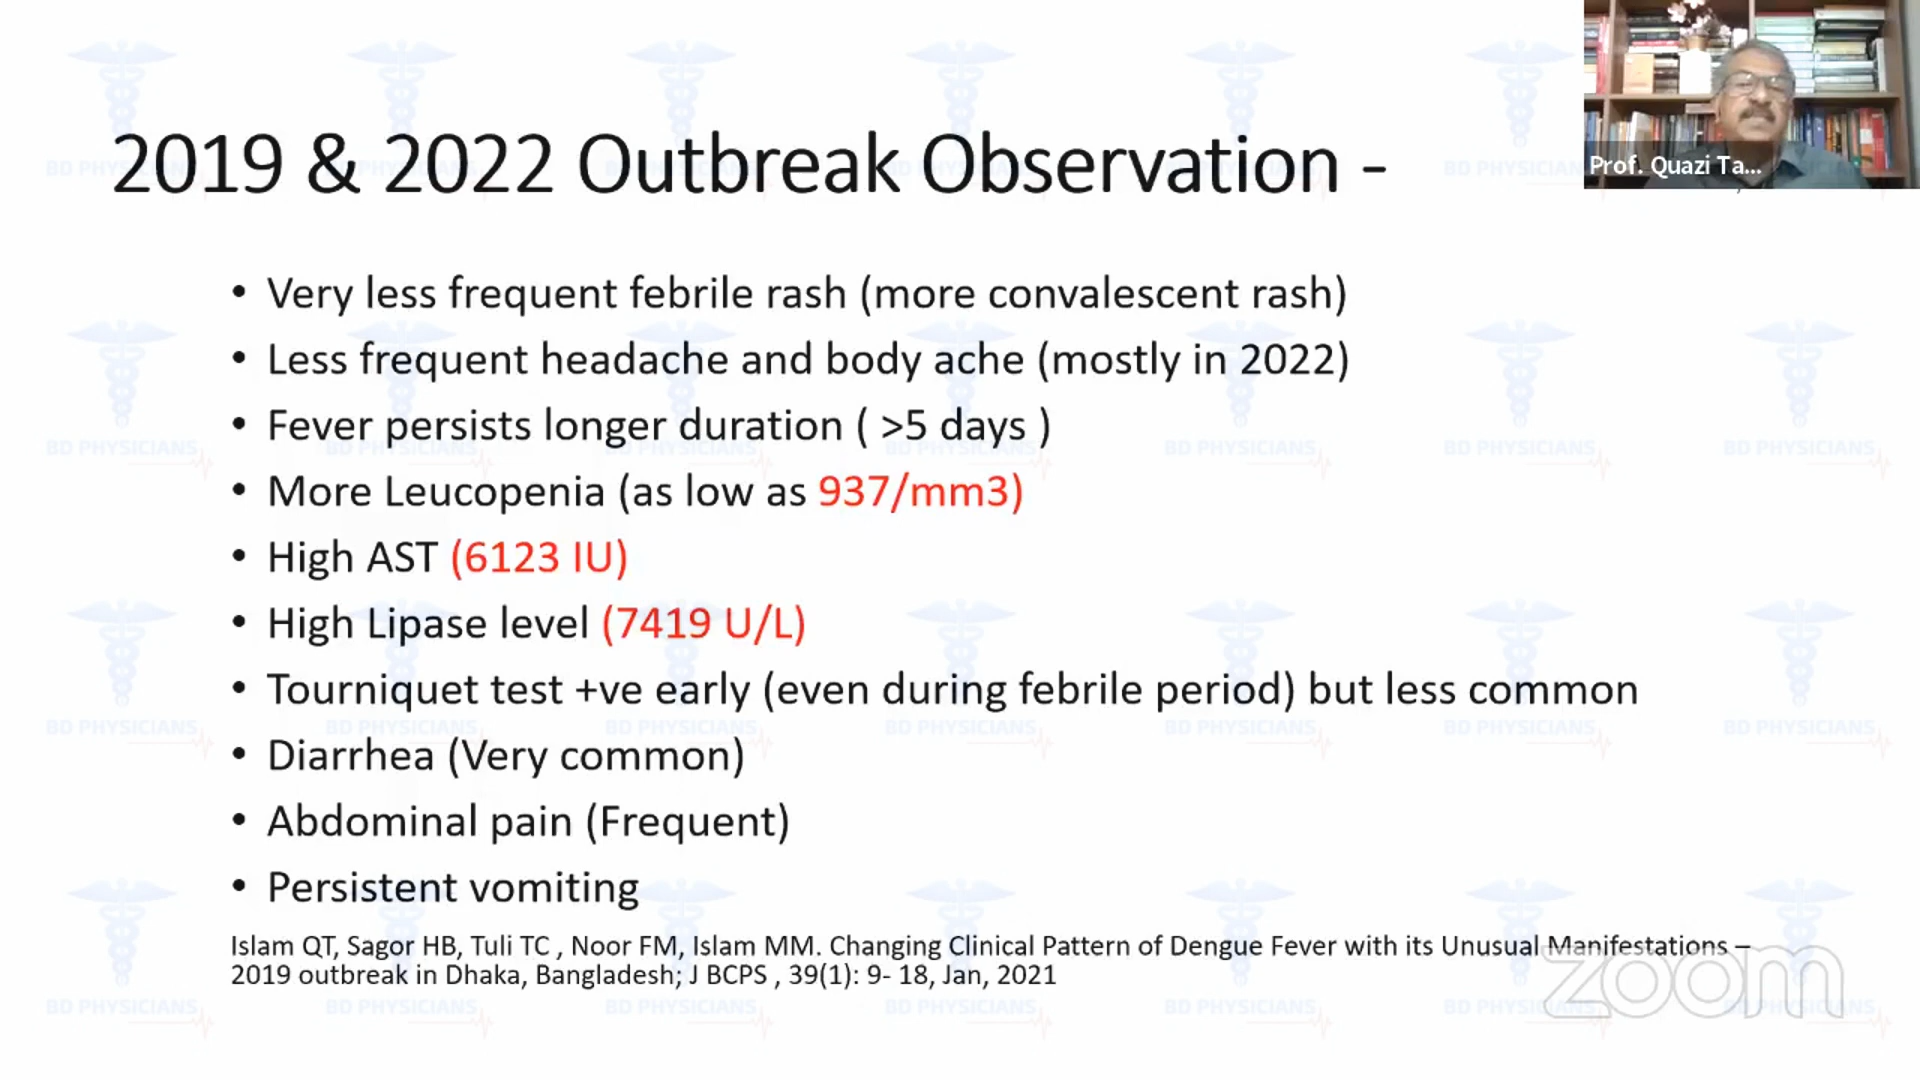 2019 & 2022 Outbreak Observation -
Prof. Quazi Ta...
• Very less frequent febrile rash (more convalescent rash)
• Less frequent headache and body ache (mostly in 2022)
• Fever persists longer duration ( >5 days )
• More Leucopenia (as low as 937/mm3)
• High AST (6123 IU)
• High Lipase level (7419 U/L)
• Tourniquet test +ve early (even during febrile period) but less common
• Diarrhea (Very common)
• Abdominal pain (Frequent)
• Persistent vomiting
Islam QT, Sagor HB, Tuli TC , Noor FM, Islam MM. Changing Clinical Pattern of Dengue Fever with its Unusual Manifestations –
2019 outbreak in Dhaka, Bangladesh; J BCPS , 39(1): 9- 18, Jan, 2021
zoom
BD PHYSICIANS